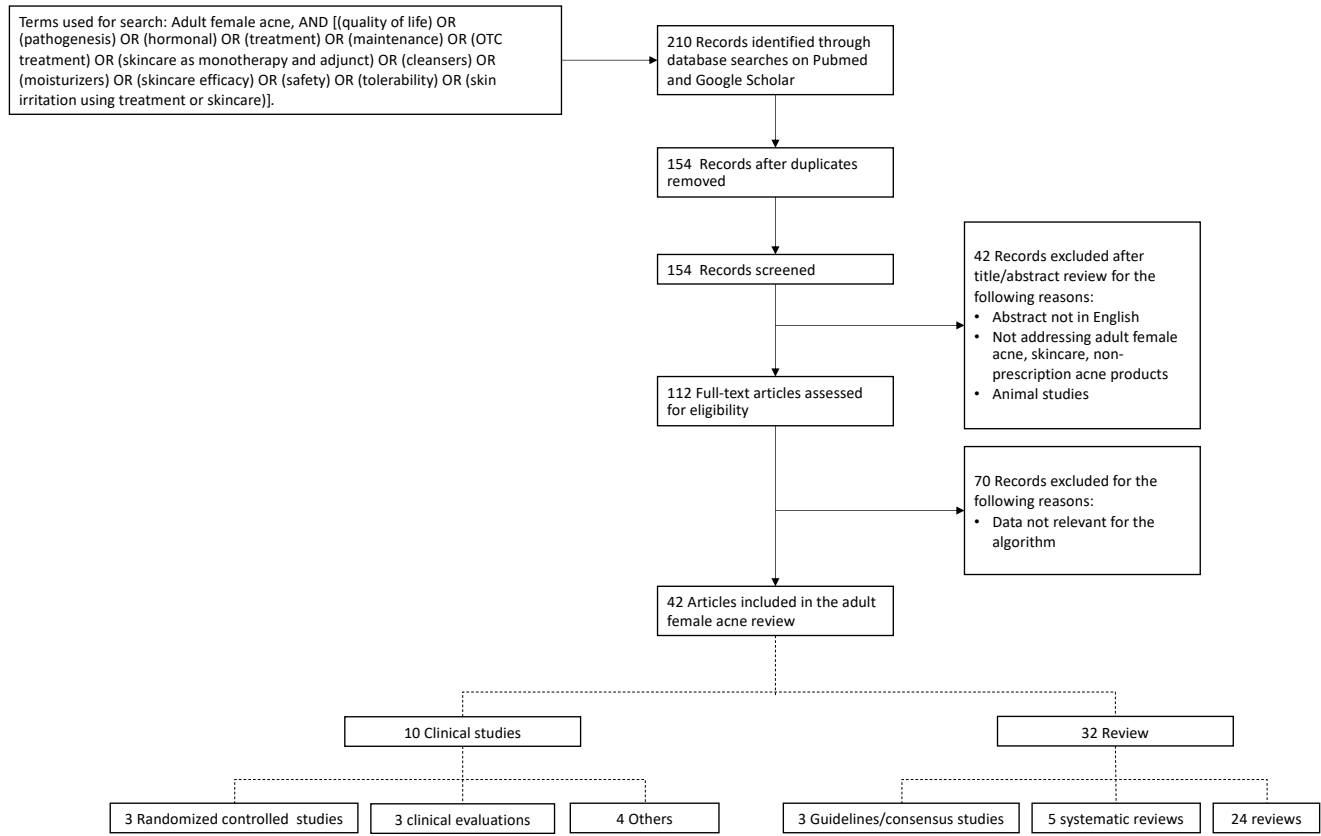 Terms used for search: Adult female acne, AND [(quality of life) OR
(pathogenesis) OR (hormonal) OR (treatment) OR (maintenance) OR (OTC
treatment) OR (skincare as monotherapy and adjunct) OR (cleansers) OR
(moisturizers) OR (skincare efficacy) OR (safety) OR (tolerability) OR (skin
irritation using treatment or skincare)].
210 Records identified through
database searches on Pubmed
and Google Scholar
154 Records after duplicates
removed
154 Records screened
42 Records excluded after
title/abstract review for the
following reasons:
• Abstract not in English
• Not addressing adult female
acne, skincare, non-
prescription acne products
• Animal studies
112 Full-text articles assessed
for eligibility
70 Records excluded for the
following reasons:
• Data not relevant for the
algorithm
42 Articles included in the adult
female acne review
10 Clinical studies
32 Review
3 Randomized controlled studies
3 clinical evaluations
4 Others
3 Guidelines/consensus studies
5 systematic reviews
24 reviews